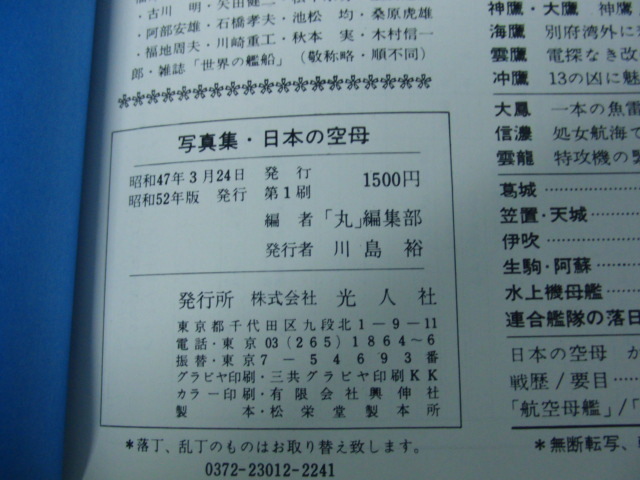 ・古川　明・矢田健二・
・阿部安雄・石橋孝夫・池松　均・桑原虎雄
・福地周夫・川崎重工・秋本　実・木村信一
郎・雑誌「世界の艦船」（敬称略・順不同）
写真集・日本の空母
昭和47年3月24日　発　行　1500円
昭和52年版　発行　第1刷
編　者　「丸」編集部
発行者　川島　裕
発行所　株式会社　光人社
東京都千代田区九段北1－9－11
電話・東京 03（265）1864～6
振替・東京7－54693番
グラビヤ印刷・三共グラビヤ印刷KK
カラー印刷・有限会社興伸社
製　本・松栄堂製本所
＊落丁、乱丁のものはお取り替え致します。
0372-23012-2241
神鷹・大鷹　神鷹
海鷹　別府湾外に
雲鷹　電探なき改
冲鷹　13の凶に魅
大鳳　一本の魚雷
信濃　処女航海で
雲龍　特攻機の
葛城
笠置・天城
伊吹
生駒・阿蘇
水上機母艦
連合艦隊の落日
日本の空母　か
戦歴／要目
「航空母艦」／「
＊無断転写、